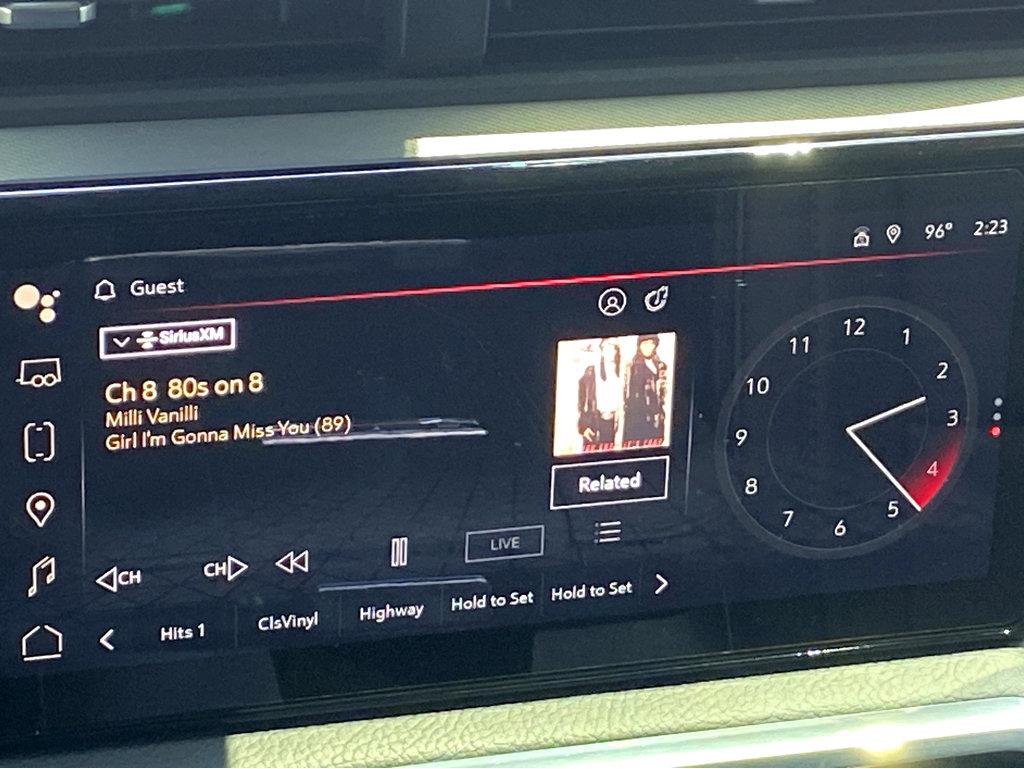 96° 2:23
Guest
SiriusXM
Ch 8 80s on 8
Milli Vanilli
Girl I'm Gonna Miss You (89)
Related
CH
CH
LIVE
Hits 1
ClsVinyl
Highway
Hold to Set
Hold to Set
12
1
2
3
4
5
6
7
8
9
10
11